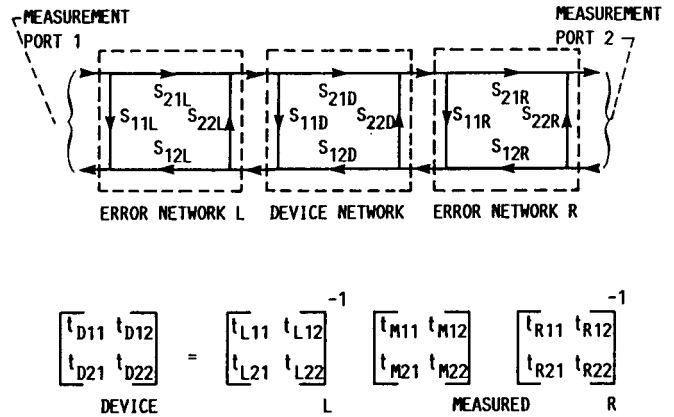 MEASUREMENT
PORT 1
MEASUREMENT
PORT 2
S21L
S11L
S22L
S12L
S21D
S11D
S22D
S12D
S21R
S11R
S22R
S12R
ERROR NETWORK L
DEVICE NETWORK
ERROR NETWORK R
-1
-1
tD11 tD12 = tL11 tL12 tM11 tM12 tR11 tR12
tD21 tD22 tL21 tL22 tM21 tM22 tR21 tR22
DEVICE L MEASURED R